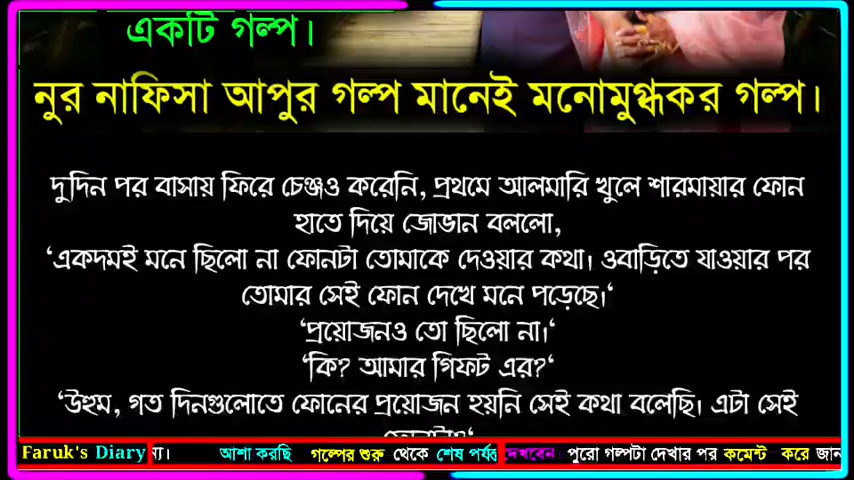 একটি গল্প।
নুর নাফিসা আপুর গল্প মানেই মনোমুগ্ধকর গল্প।
দুদিন পর বাসায় ফিরে চেঞ্জও করেনি, প্রথমে আলমারি খুলে শারমায়ার ফোন
হাতে দিয়ে জোভান বললো,
‘একদমই মনে ছিলো না ফোনটা তোমাকে দেওয়ার কথা। ওবাড়িতে যাওয়ার পর
তোমার সেই ফোন দেখে মনে পড়েছে।‘
‘প্রয়োজনও তো ছিলো না।‘
‘কি? আমার গিফট এর?‘
‘উহুম, গত দিনগুলোতে ফোনের প্রয়োজন হয়নি সেই কথা বলেছি। এটা সেই
Faruk's Diary ন্য। আশা করছি গল্পের শুরু থেকে শেষ পর্যন্ত দেখবেন। পুরো গল্পটা দেখার পর কমেন্ট করে জান